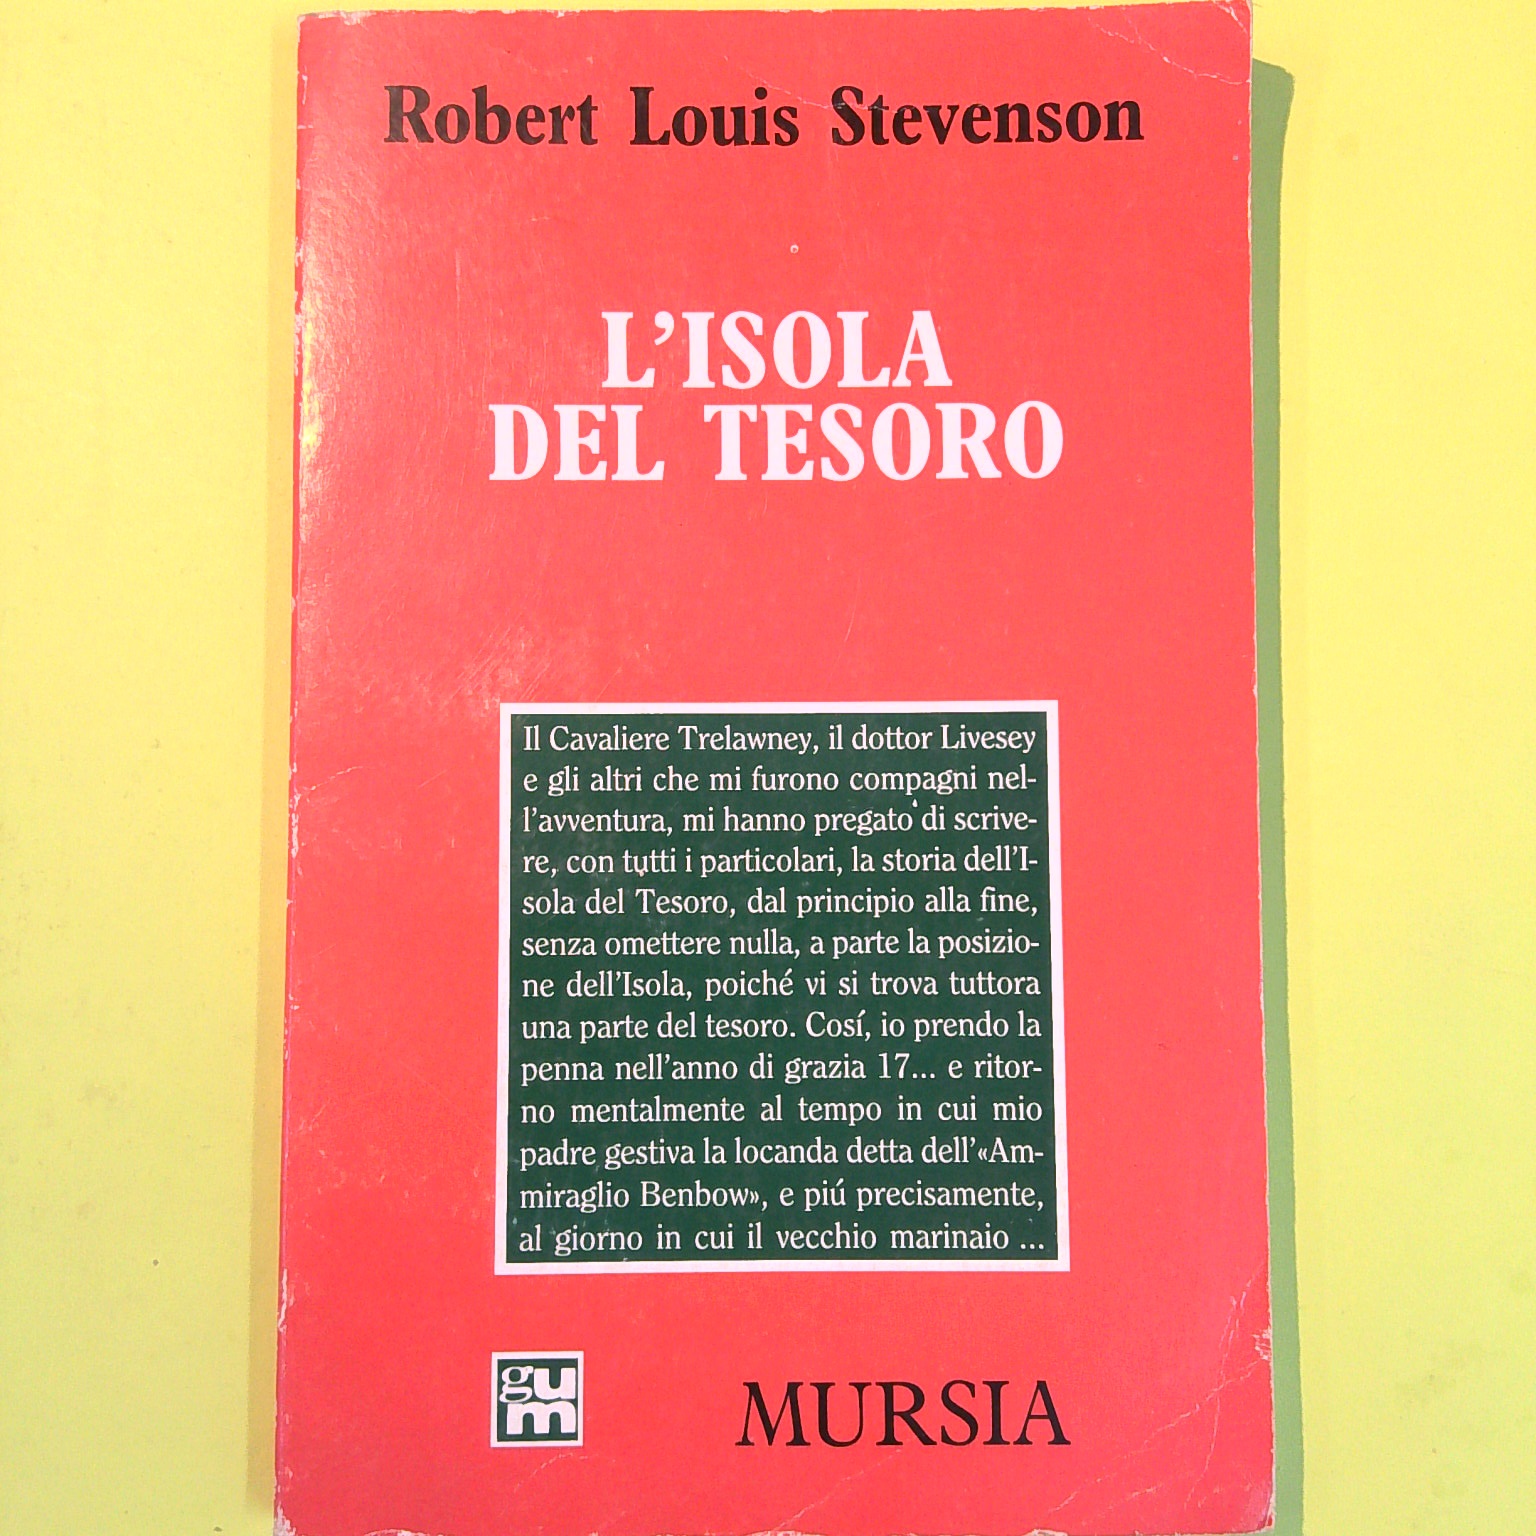 Robert Louis Stevenson
L'ISOLA
DEL TESORO
Il Cavaliere Trelawney, il dottor Livesey
e gli altri che mi furono compagni nel-
l'avventura, mi hanno pregato di scrive-
re, con tutti i particolari, la storia dell'I-
sola del Tesoro, dal principio alla fine,
senza omettere nulla, a parte la posizio-
ne dell'Isola, poiché vi si trova tuttora
una parte del tesoro. Cosí, io prendo la
penna nell'anno di grazia 17... e ritor-
no mentalmente al tempo in cui mio
padre gestiva la locanda detta dell'«Am-
miraglio Benbow», e piú precisamente,
al giorno in cui il vecchio marinaio ...
gum
MURSIA